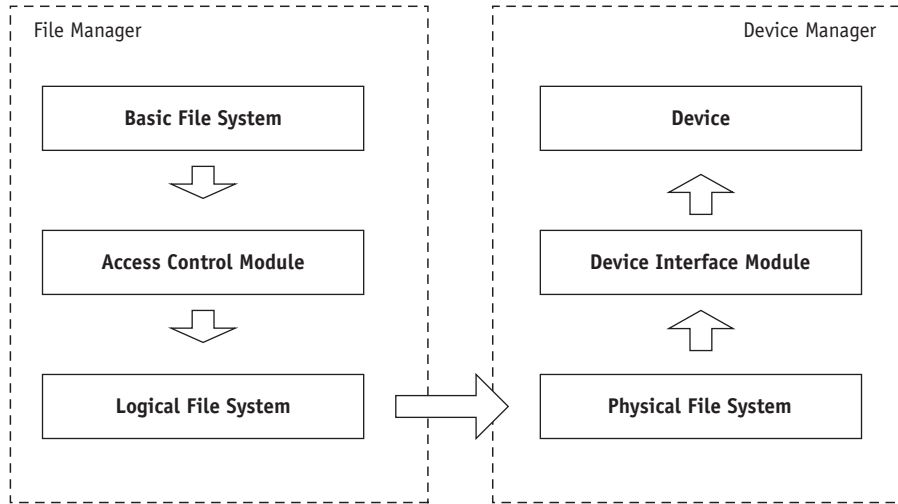 File Manager
Basic File System
Access Control Module
Logical File System
Device Manager
Device
Device Interface Module
Physical File System